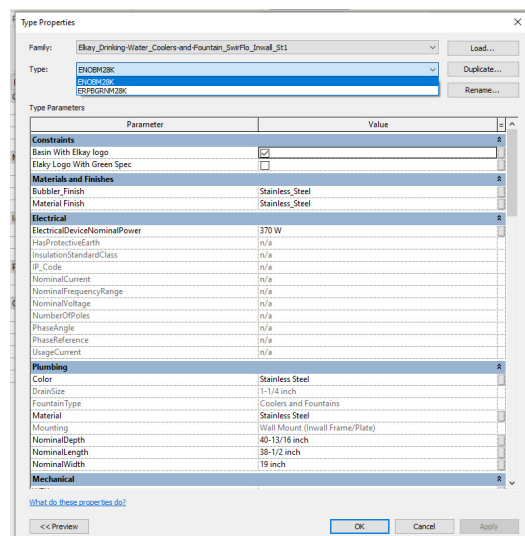 Type Properties
Family: Elkay_Drinking-Water_Coolers-and-Fountain_SwirFlo_Inwall_St1 Load...
Type: ENOBM28K Duplicate...
ENOBM28K
ERPBGRNM28K
Rename...
Type Parameters
Parameter Value =
Constraints
Basin With Elkay logo
Elaky Logo With Green Spec
Materials and Finishes
Bubbler_Finish Stainless_Steel
Material Finish Stainless_Steel
Electrical
ElectricalDeviceNominalPower 370 W
HasProtectiveEarth n/a
InsulationStandardClass n/a
IP_Code n/a
NominalCurrent n/a
NominalFrequencyRange n/a
NominalVoltage n/a
NumberOfPoles n/a
PhaseAngle n/a
PhaseReference n/a
UsageCurrent n/a
Plumbing
Color Stainless Steel
DrainSize 1-1/4 inch
FountainType Coolers and Fountains
Material Stainless Steel
Mounting Wall Mount (Inwall Frame/Plate)
NominalDepth 40-13/16 inch
NominalLength 38-1/2 inch
NominalWidth 19 inch
Mechanical
What do these properties do?
<< Preview OK Cancel Apply